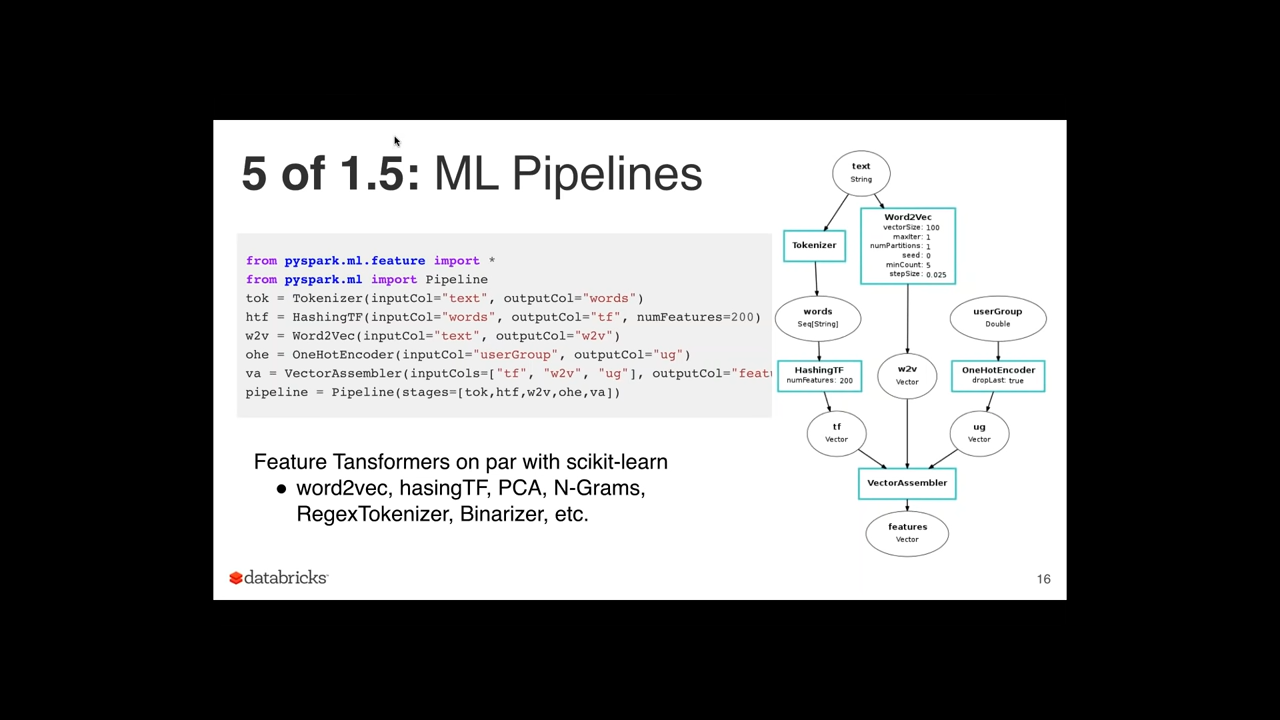 5 of 1.5: ML Pipelines
from pyspark.ml.feature import *
from pyspark.ml import Pipeline
tok = Tokenizer(inputCol="text", outputCol="words")
htf = HashingTF(inputCol="words", outputCol="tf", numFeatures=200)
w2v = Word2Vec(inputCol="text", outputCol="w2v")
ohe = OneHotEncoder(inputCol="userGroup", outputCol="ug")
va = VectorAssembler(inputCols=["tf", "w2v", "ug"], outputCol="featu
pipeline = Pipeline(stages=[tok,htf,w2v,ohe,va])
Feature Tansformers on par with scikit-learn
● word2vec, hasingTF, PCA, N-Grams,
RegexTokenizer, Binarizer, etc.
text
String
Tokenizer
Word2Vec
vectorSize: 100
maxIter: 1
numPartitions: 1
seed: 0
minCount: 5
stepSize: 0.025
words
Seq[String]
userGroup
Double
HashingTF
numFeatures: 200
w2v
Vector
OneHotEncoder
dropLast: true
tf
Vector
ug
Vector
VectorAssembler
features
Vector
databricks
16